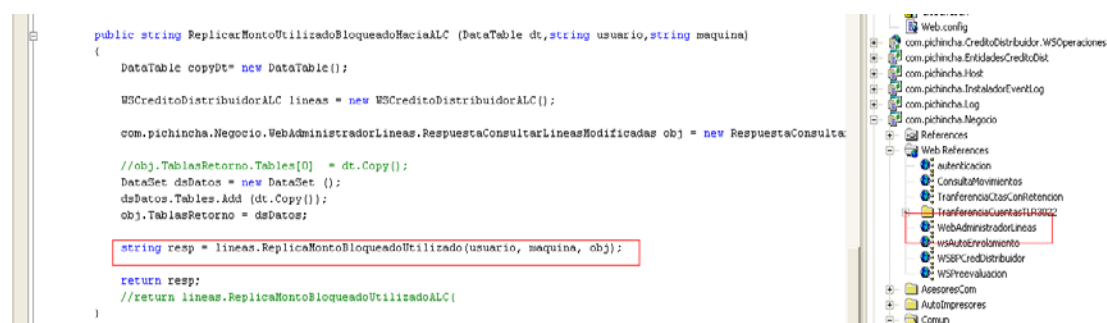 public string ReplicarMontoUtilizadoBloqueadoHaciaALC (DataTable dt,string usuario,string maquina)
{
DataTable copyDt= new DataTable();
WSCreditoDistribuidorALC lineas = new WSCreditoDistribuidorALC();
com.pichincha.Negocio.WebAdministradorLineas.RespuestaConsultarLineasModificadas obj = new RespuestaConsulta
//obj.TablasRetorno.Tables[0] = dt.Copy();
DataSet dsDatos = new DataSet ();
dsDatos.Tables.Add (dt.Copy());
obj.TablasRetorno = dsDatos;
string resp = lineas.ReplicaMontoBloqueadoUtilizado(usuario, maquina, obj);
return resp;
//return lineas.ReplicaMontoBloqueadoUtilizadoALC(
}
Web.config
com.pichincha.CreditoDistribuidor.WSOperaciones
com.pichincha.EntidadesCreditoDist
com.pichincha.Host
com.pichincha.InstaladorEventLog
com.pichincha.Log
com.pichincha.Negocio
References
Web References
autenticacion
ConsultaMovimientos
TranferenciaCtasConRetencion
TranferenciaCuentasTLR3022
WebAdministradorLineas
wsAutoEnrolamiento
WSBPCredDistribuidor
WSPreevaluacion
AsesoresCom
AutoImpresores
Comun